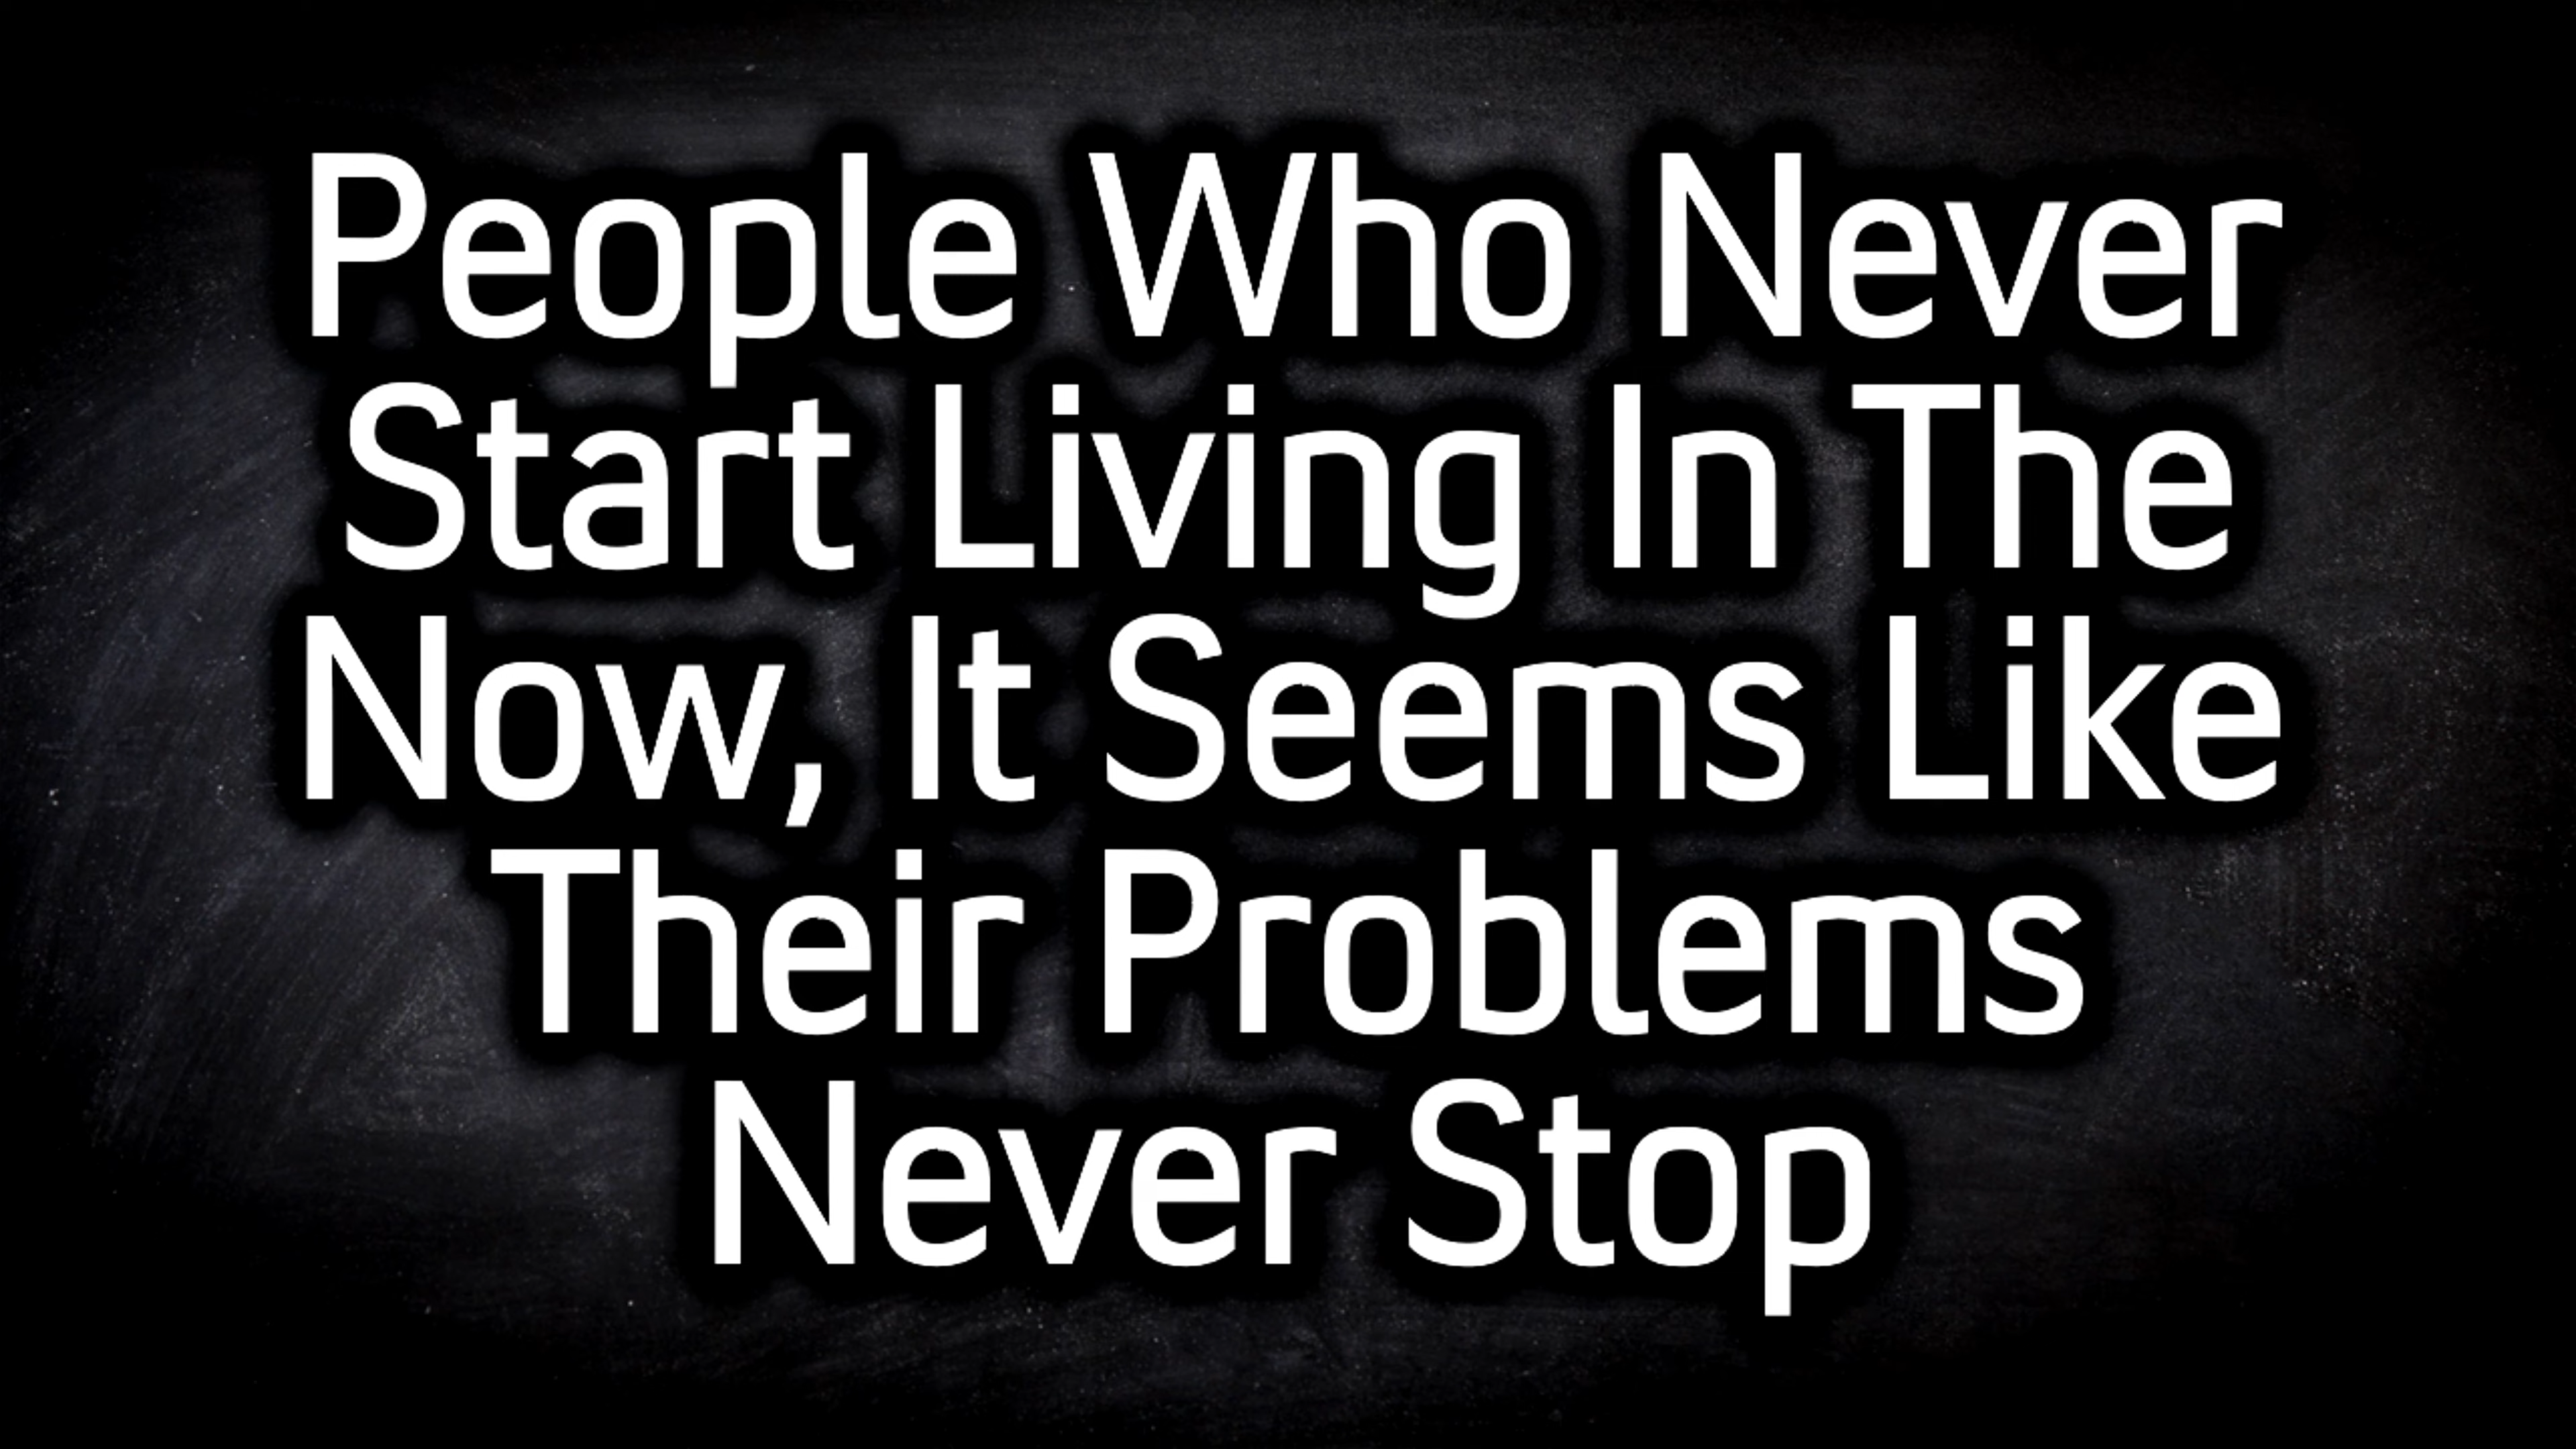 People Who Never
Start Living In The
Now, It Seems Like
Their Problems
Never Stop